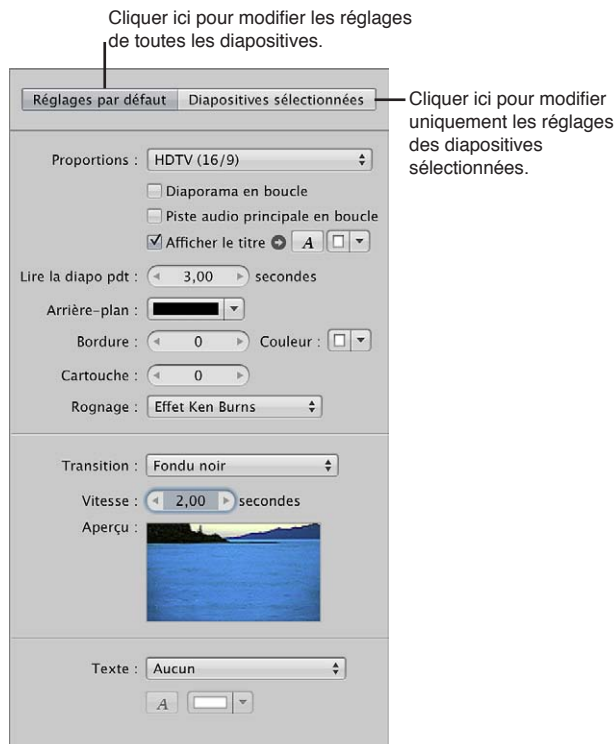 Cliquer ici pour modifier les réglages
de toutes les diapositives.
Réglages par défaut Diapositives sélectionnées
Cliquer ici pour modifier
uniquement les réglages
des diapositives
sélectionnées.
Proportions : HDTV (16/9)
Diaporama en boucle
Piste audio principale en boucle
Afficher le titre A
Lire la diapo pdt : 3,00 secondes
Arrière-plan :
Bordure : 0 Couleur :
Cartouche : 0
Rognage : Effet Ken Burns
Transition : Fondu noir
Vitesse : 2,00 secondes
Aperçu :
Texte : Aucun
A